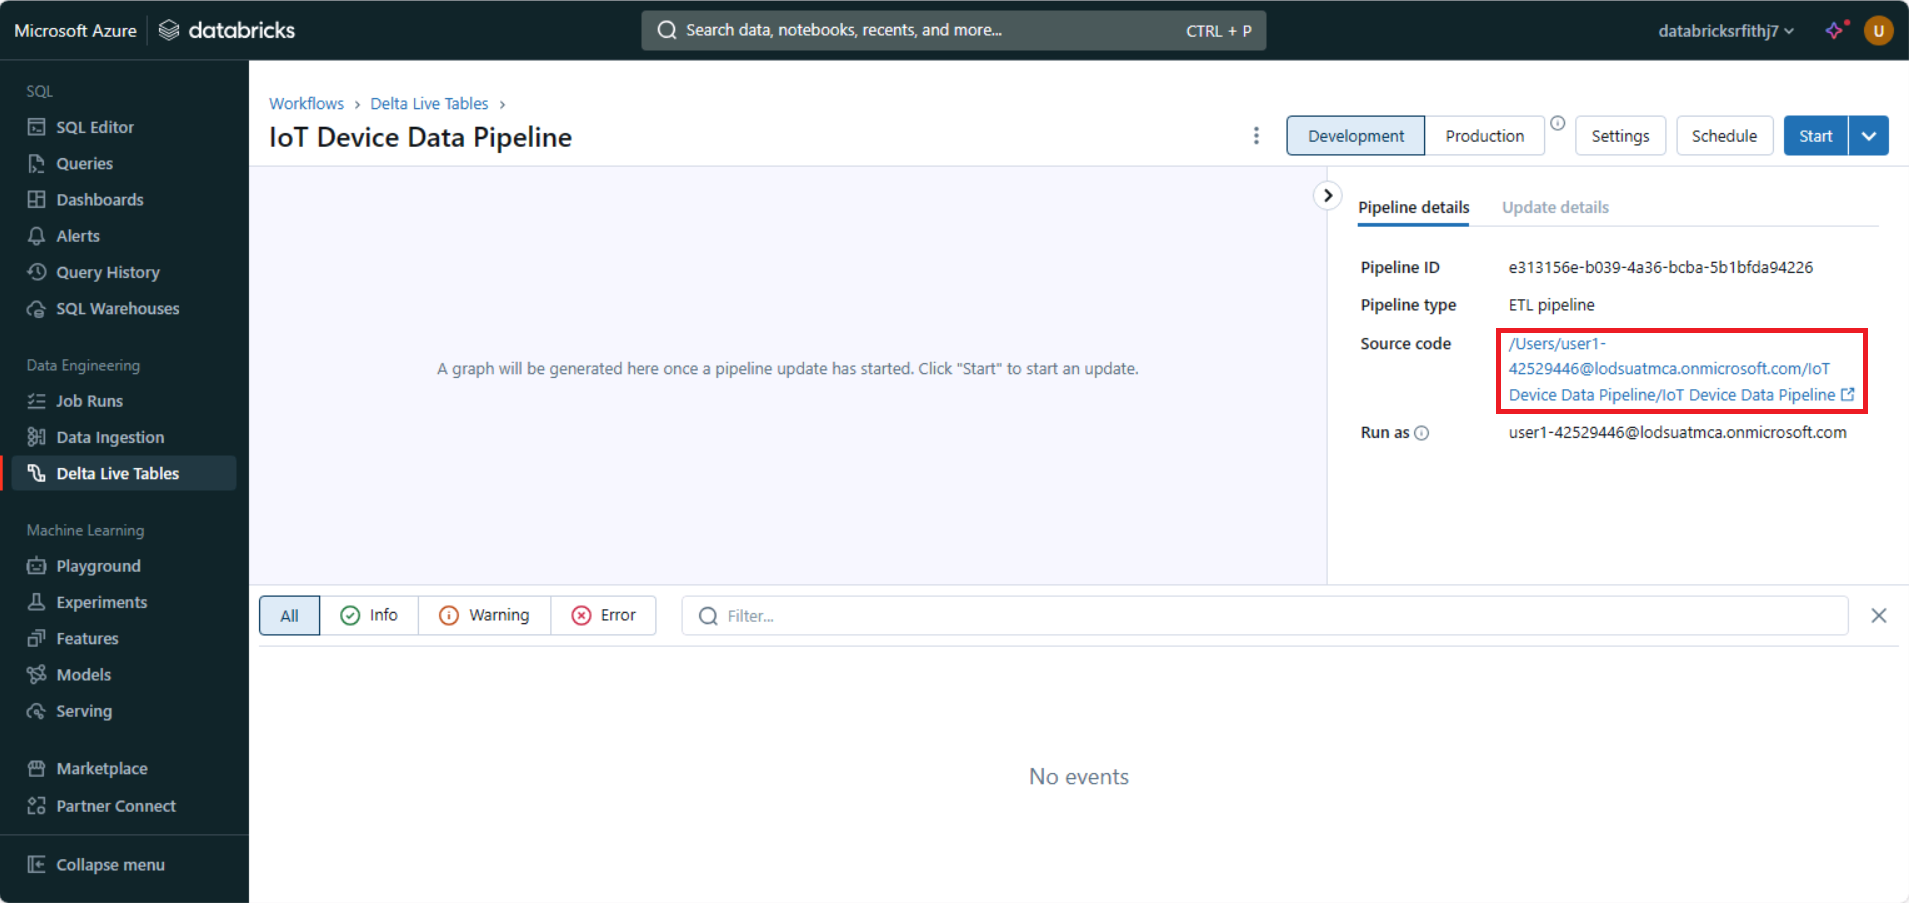 Microsoft Azure
databricks
Search data, notebooks, recents, and more...
CTRL + P
databricksrfithj7
U
SQL
SQL Editor
Queries
Dashboards
Alerts
Query History
SQL Warehouses
Data Engineering
Job Runs
Data Ingestion
Delta Live Tables
Machine Learning
Playground
Experiments
Features
Models
Serving
Marketplace
Partner Connect
Collapse menu
Workflows > Delta Live Tables >
IoT Device Data Pipeline
Development
Production
Settings
Schedule
Start
A graph will be generated here once a pipeline update has started. Click "Start" to start an update.
Pipeline details
Update details
Pipeline ID
e313156e-b039-4a36-bcba-5b1bfda94226
Pipeline type
ETL pipeline
Source code
/Users/user1-
42529446@lodsuatmca.onmicrosoft.com/IoT
Device Data Pipeline/IoT Device Data Pipeline
Run as
user1-42529446@lodsuatmca.onmicrosoft.com
All
Info
Warning
Error
Filter...
No events